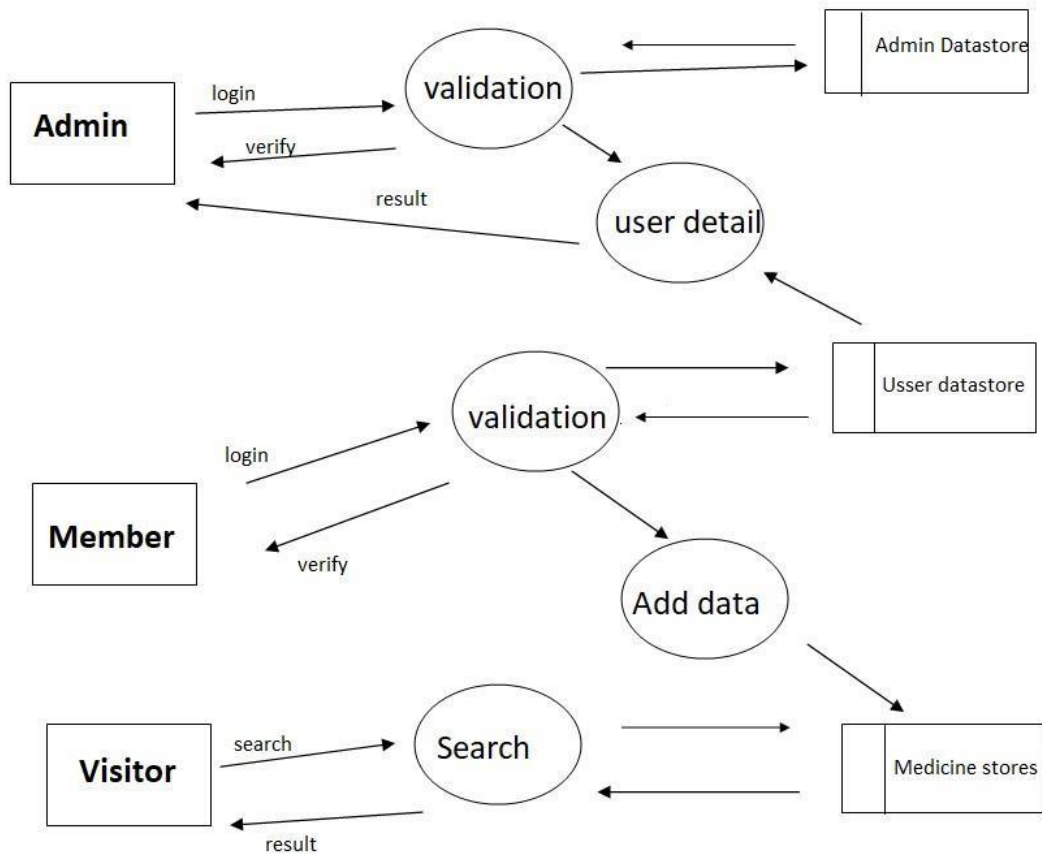 Admin Datastore
validation
login
Admin
verify
result
user detail
Usser datastore
validation
login
Member
verify
Add data
search
Search
Visitor
Medicine stores
result